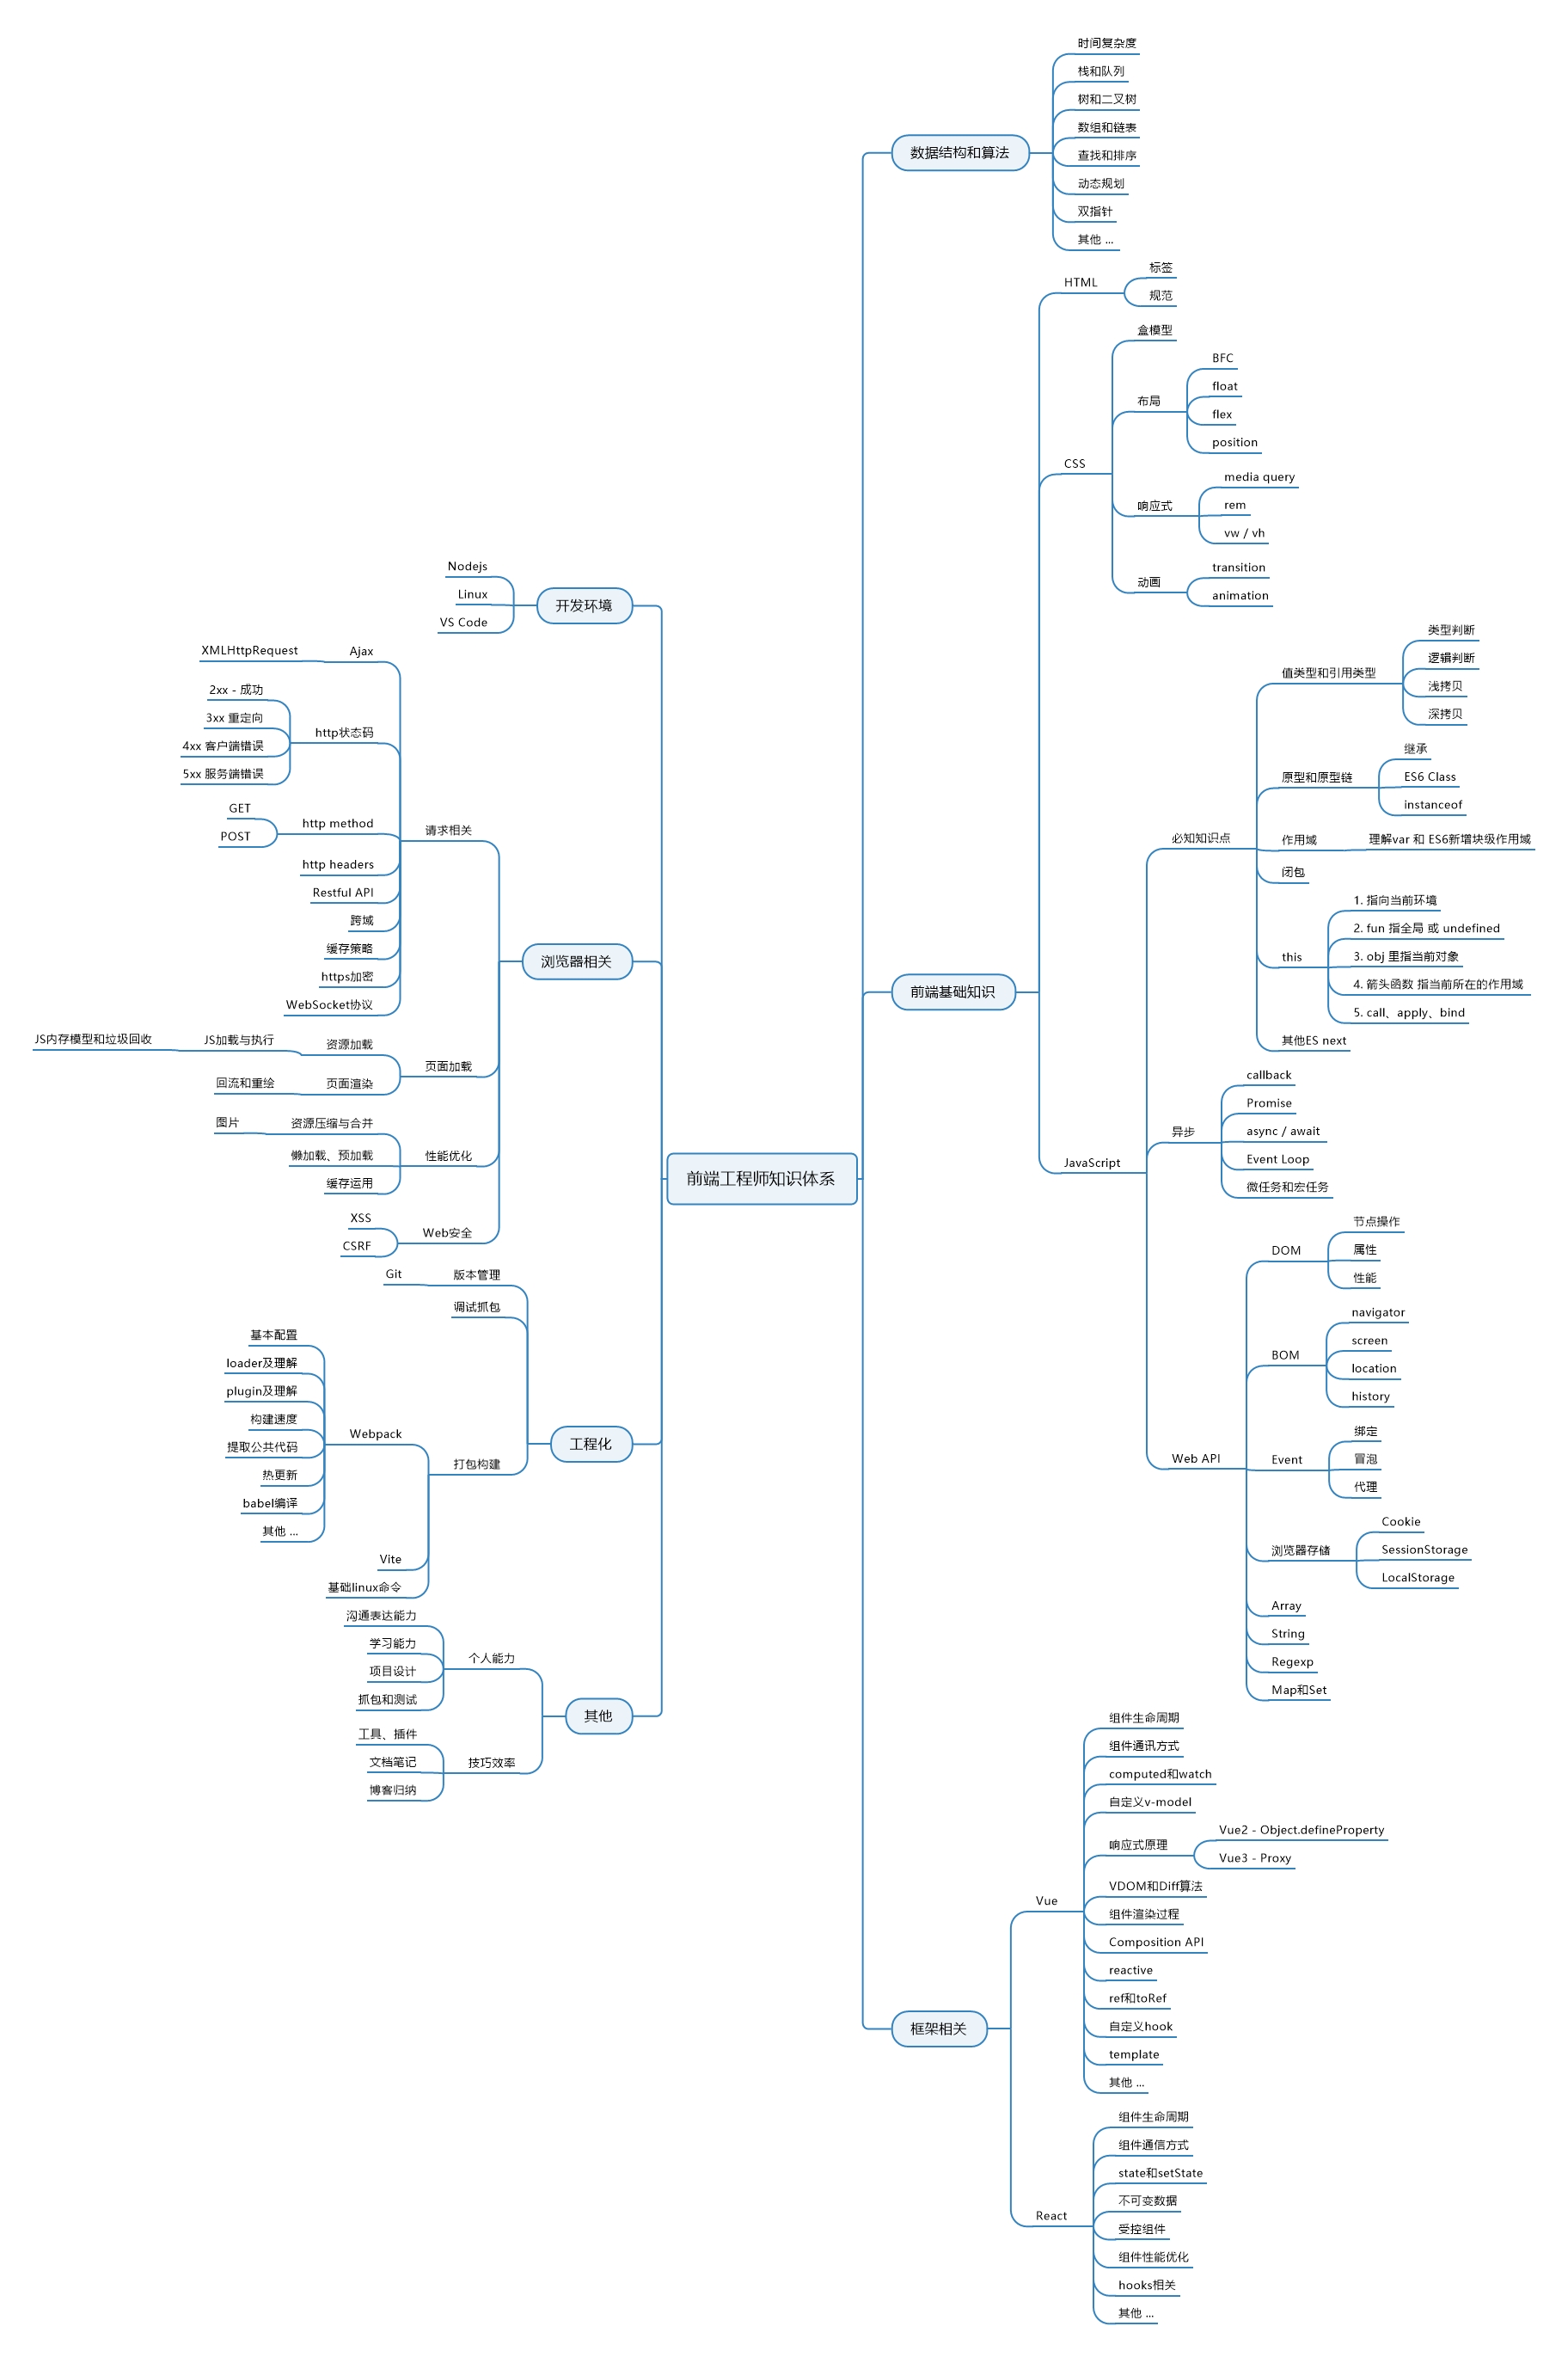 前端工程师知识体系
数据结构和算法
时间复杂度
栈和队列
树和二叉树
数组和链表
查找和排序
动态规划
双指针
其他 ...
前端基础知识
HTML
标签
规范
CSS
盒模型
布局
BFC
float
flex
position
响应式
media query
rem
vw / vh
动画
transition
animation
JavaScript
必知知识点
值类型和引用类型
类型判断
逻辑判断
浅拷贝
深拷贝
原型和原型链
继承
ES6 Class
instanceof
作用域
理解var 和 ES6新增块级作用域
闭包
this
1. 指向当前环境
2. fun 指全局 或 undefined
3. obj 里指当前对象
4. 箭头函数 指当前所在的作用域
5. call、apply、bind
其他ES next
异步
callback
Promise
async / await
Event Loop
微任务和宏任务
Web API
DOM
节点操作
属性
性能
BOM
navigator
screen
location
history
Event
绑定
冒泡
代理
浏览器存储
Cookie
SessionStorage
LocalStorage
Array
String
Regexp
Map和Set
框架相关
Vue
组件生命周期
组件通讯方式
computed和watch
自定义v-model
响应式原理
Vue2 - Object.defineProperty
Vue3 - Proxy
VDOM和Diff算法
组件渲染过程
Composition API
reactive
ref和toRef
自定义hook
template
其他 ...
React
组件生命周期
组件通信方式
state和setState
不可变数据
受控组件
组件性能优化
hooks相关
其他 ...
开发环境
Nodejs
Linux
VS Code
浏览器相关
请求相关
Ajax
XMLHttpRequest
http状态码
2xx - 成功
3xx 重定向
4xx 客户端错误
5xx 服务端错误
http method
GET
POST
http headers
Restful API
跨域
缓存策略
https加密
WebSocket协议
页面加载
资源加载
JS加载与执行
JS内存模型和垃圾回收
页面渲染
回流和重绘
性能优化
资源压缩与合并
图片
懒加载、预加载
缓存运用
Web安全
XSS
CSRF
工程化
版本管理
Git
调试抓包
打包构建
Webpack
基本配置
loader及理解
plugin及理解
构建速度
提取公共代码
热更新
babel编译
其他 ...
Vite
基础linux命令
其他
个人能力
沟通表达能力
学习能力
项目设计
抓包和测试
技巧效率
工具、插件
文档笔记
博客归纳